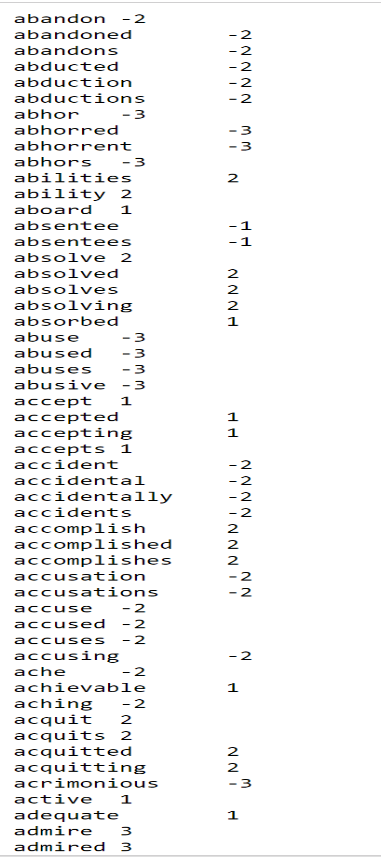 abandon -2
abandoned -2
abandons -2
abducted -2
abduction -2
abductions -2
abhor -3
abhorred -3
abhorrent -3
abhors -3
abilities 2
ability 2
aboard 1
absentee -1
absentees -1
absolve 2
absolved 2
absolves 2
absolving 2
absorbed 1
abuse -3
abused -3
abuses -3
abusive -3
accept 1
accepted 1
accepting 1
accepts 1
accident -2
accidental -2
accidentally -2
accidents -2
accomplish 2
accomplished 2
accomplishes 2
accusation -2
accusations -2
accuse -2
accused -2
accuses -2
accusing -2
ache -2
achievable 1
aching -2
acquit 2
acquits 2
acquitted 2
acquitting 2
acrimonious -3
active 1
adequate 1
admire 3
admired 3